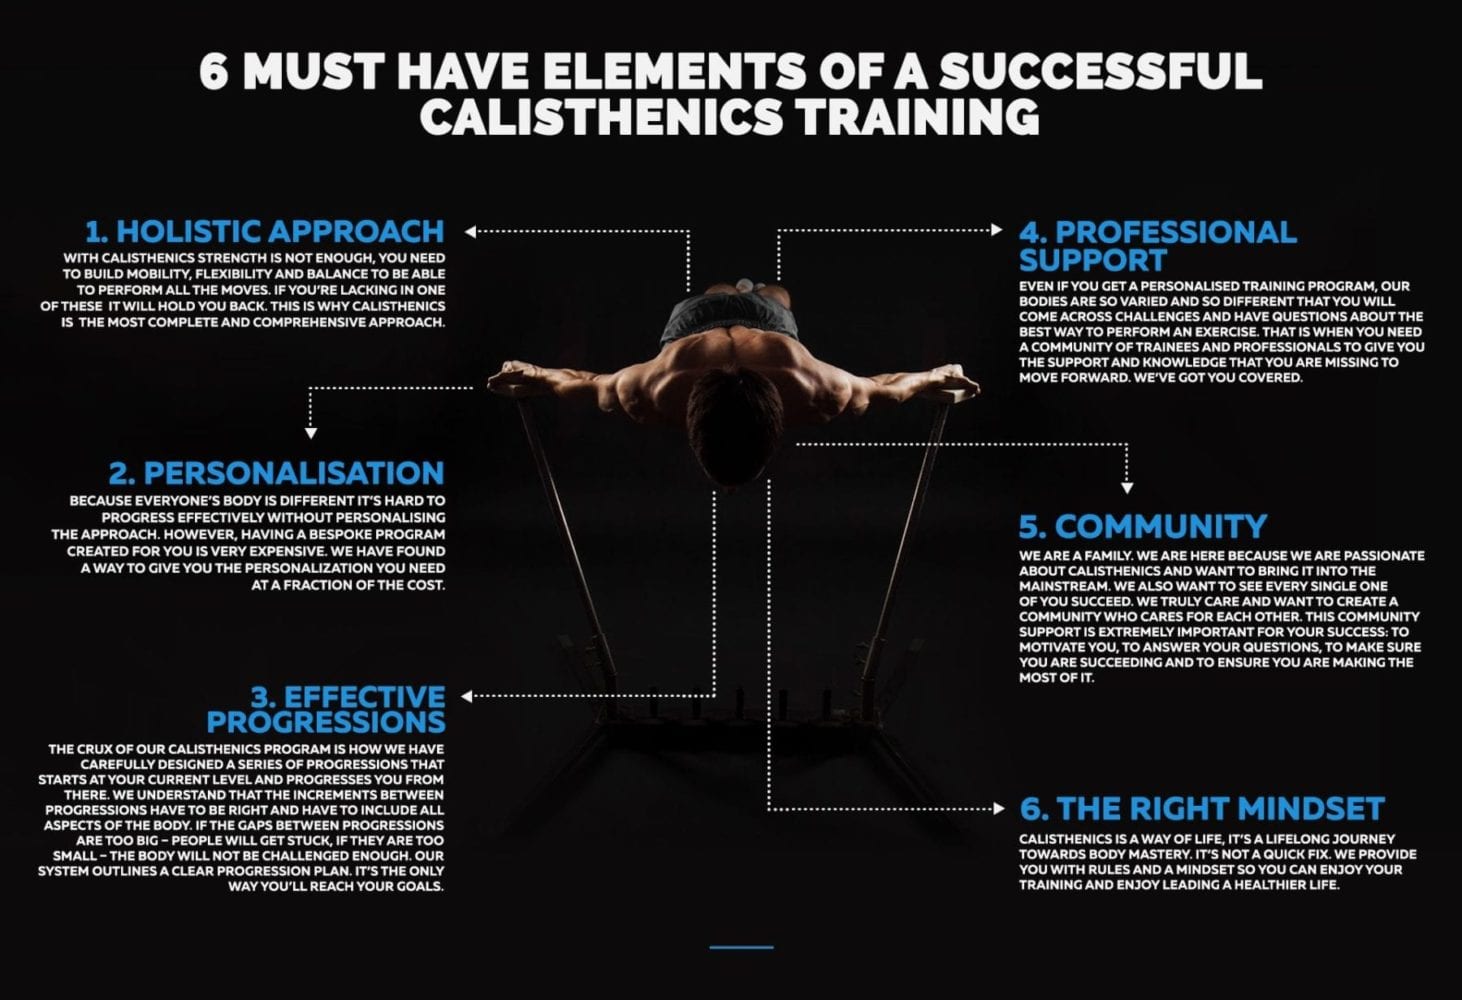 6 MUST HAVE ELEMENTS OF A SUCCESSFUL
CALISTHENICS TRAINING
1. HOLISTIC APPROACH
WITH CALISTHENICS STRENGTH IS NOT ENOUGH, YOU NEED
TO BUILD MOBILITY, FLEXIBILITY AND BALANCE TO BE ABLE
TO PERFORM ALL THE MOVES. IF YOU'RE LACKING IN ONE
OF THESE IT WILL HOLD YOU BACK. THIS IS WHY CALISTHENICS
IS THE MOST COMPLETE AND COMPREHENSIVE APPROACH.
2. PERSONALISATION
BECAUSE EVERYONE'S BODY IS DIFFERENT IT'S HARD TO
PROGRESS EFFECTIVELY WITHOUT PERSONALISING
THE APPROACH. HOWEVER, HAVING A BESPOKE PROGRAM
CREATED FOR YOU IS VERY EXPENSIVE. WE HAVE FOUND
A WAY TO GIVE YOU THE PERSONALIZATION YOU NEED
AT A FRACTION OF THE COST.
3. EFFECTIVE
PROGRESSIONS
THE CRUX OF OUR CALISTHENICS PROGRAM IS HOW WE HAVE
CAREFULLY DESIGNED A SERIES OF PROGRESSIONS THAT
STARTS AT YOUR CURRENT LEVEL AND PROGRESSES YOU FROM
THERE. WE UNDERSTAND THAT THE INCREMENTS BETWEEN
PROGRESSIONS HAVE TO BE RIGHT AND HAVE TO INCLUDE ALL
ASPECTS OF THE BODY. IF THE GAPS BETWEEN PROGRESSIONS
ARE TOO BIG – PEOPLE WILL GET STUCK, IF THEY ARE TOO
SMALL – THE BODY WILL NOT BE CHALLENGED ENOUGH. OUR
SYSTEM OUTLINES A CLEAR PROGRESSION PLAN. IT'S THE ONLY
WAY YOU'LL REACH YOUR GOALS.
4. PROFESSIONAL
SUPPORT
EVEN IF YOU GET A PERSONALISED TRAINING PROGRAM, OUR
BODIES ARE SO VARIED AND SO DIFFERENT THAT YOU WILL
COME ACROSS CHALLENGES AND HAVE QUESTIONS ABOUT THE
BEST WAY TO PERFORM AN EXERCISE. THAT IS WHEN YOU NEED
A COMMUNITY OF TRAINEES AND PROFESSIONALS TO GIVE YOU
THE SUPPORT AND KNOWLEDGE THAT YOU ARE MISSING TO
MOVE FORWARD. WE'VE GOT YOU COVERED.
5. COMMUNITY
WE ARE A FAMILY. WE ARE HERE BECAUSE WE ARE PASSIONATE
ABOUT CALISTHENICS AND WANT TO BRING IT INTO THE
MAINSTREAM. WE ALSO WANT TO SEE EVERY SINGLE ONE
OF YOU SUCCEED. WE TRULY CARE AND WANT TO CREATE A
COMMUNITY WHO CARES FOR EACH OTHER. THIS COMMUNITY
SUPPORT IS EXTREMELY IMPORTANT FOR YOUR SUCCESS: TO
MOTIVATE YOU, TO ANSWER YOUR QUESTIONS, TO MAKE SURE
YOU ARE SUCCEEDING AND TO ENSURE YOU ARE MAKING THE
MOST OF IT.
6. THE RIGHT MINDSET
CALISTHENICS IS A WAY OF LIFE, IT'S A LIFELONG JOURNEY
TOWARDS BODY MASTERY. IT'S NOT A QUICK FIX. WE PROVIDE
YOU WITH RULES AND A MINDSET SO YOU CAN ENJOY YOUR
TRAINING AND ENJOY LEADING A HEALTHIER LIFE.